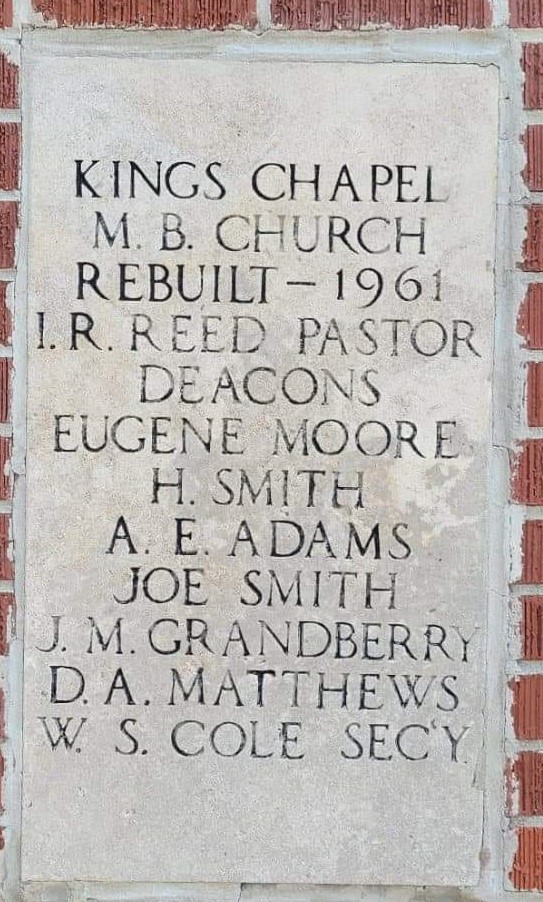 KINGS CHAPEL
M. B. CHURCH
REBUILT – 1961
I. R. REED PASTOR
DEACONS
EUGENE MOORE
H. SMITH
A. E. ADAMS
JOE SMITH
J. M. GRANDBERRY
D. A. MATTHEWS
W. S. COLE SEC'Y